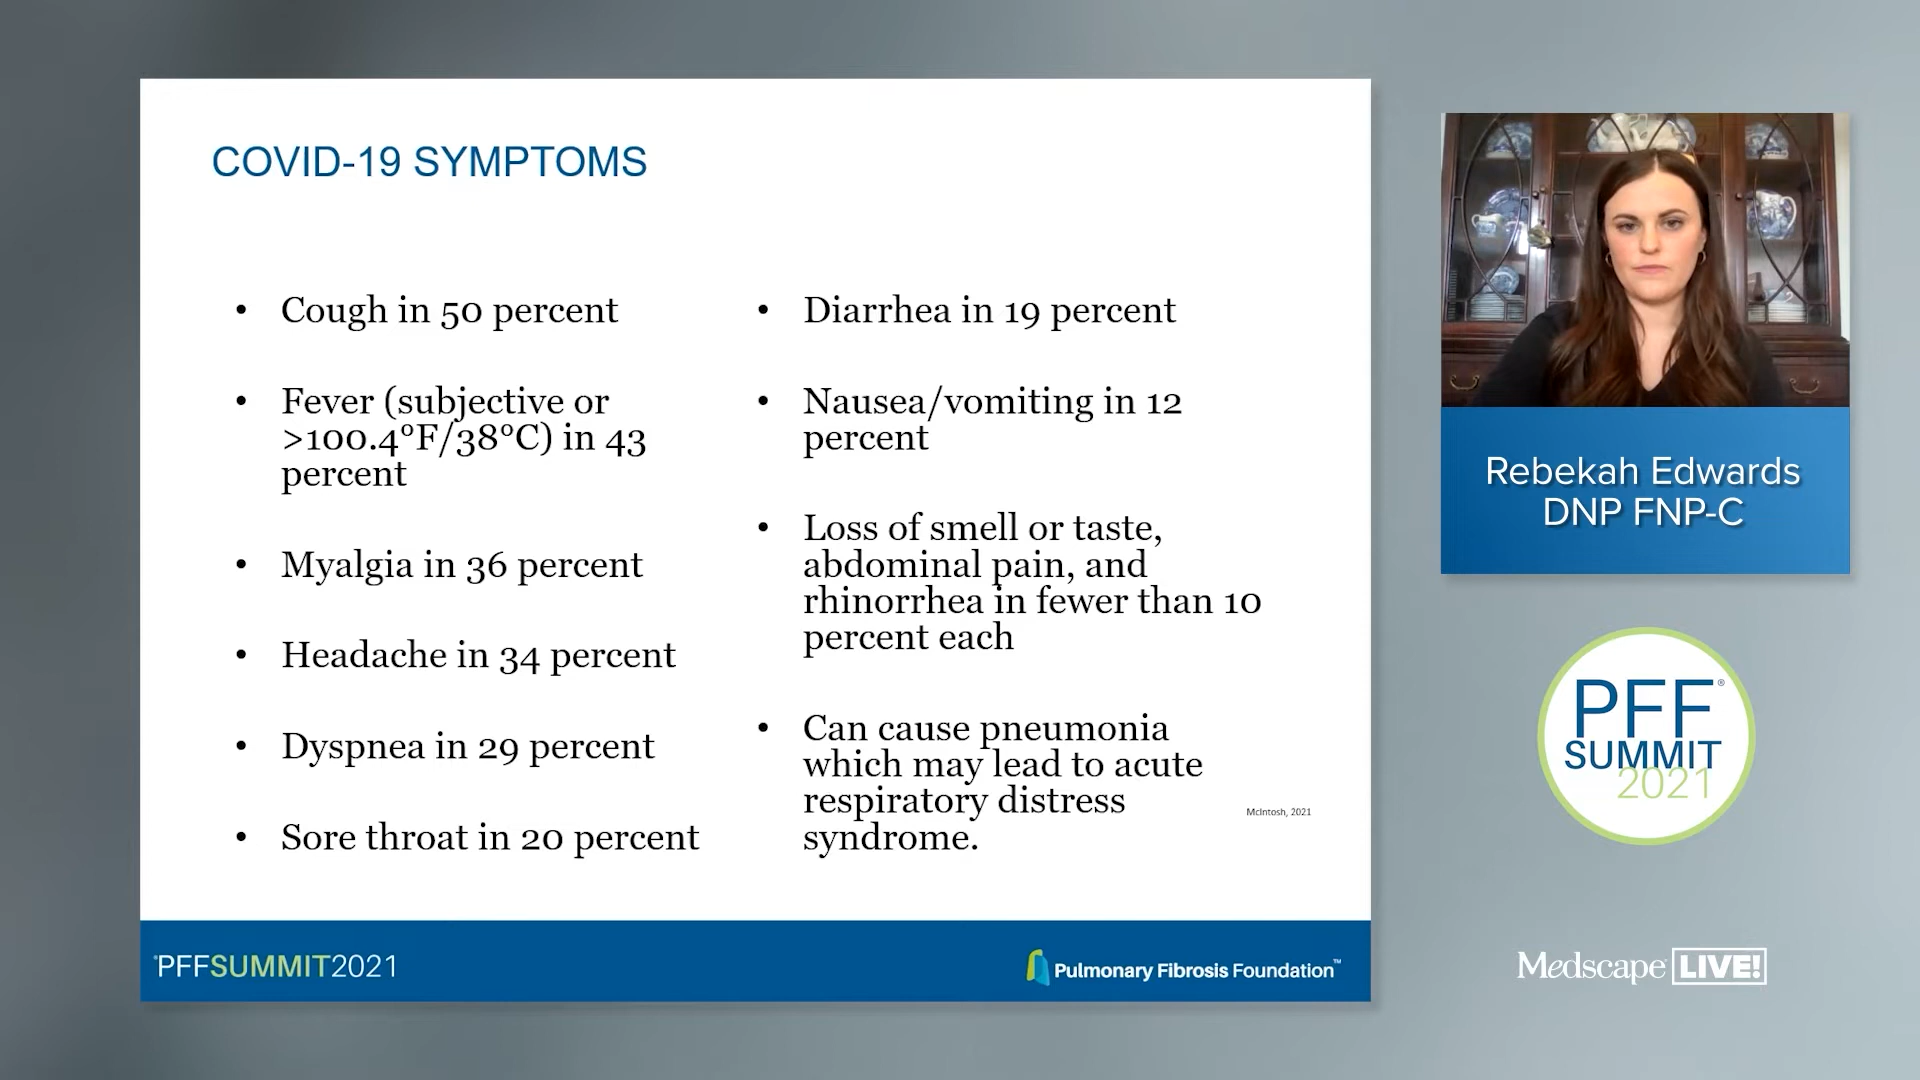 COVID-19 SYMPTOMS
• Cough in 50 percent
• Fever (subjective or
>100.4°F/38°C) in 43
percent
• Myalgia in 36 percent
• Headache in 34 percent
• Dyspnea in 29 percent
• Sore throat in 20 percent
• Diarrhea in 19 percent
• Nausea/vomiting in 12
percent
• Loss of smell or taste,
abdominal pain, and
rhinorrhea in fewer than 10
percent each
• Can cause pneumonia
which may lead to acute
respiratory distress
syndrome.
McIntosh, 2021
PFFSUMMIT2021
Pulmonary Fibrosis Foundation™
Rebekah Edwards
DNP FNP-C
PFF®
SUMMIT
2021
Medscape LIVE!